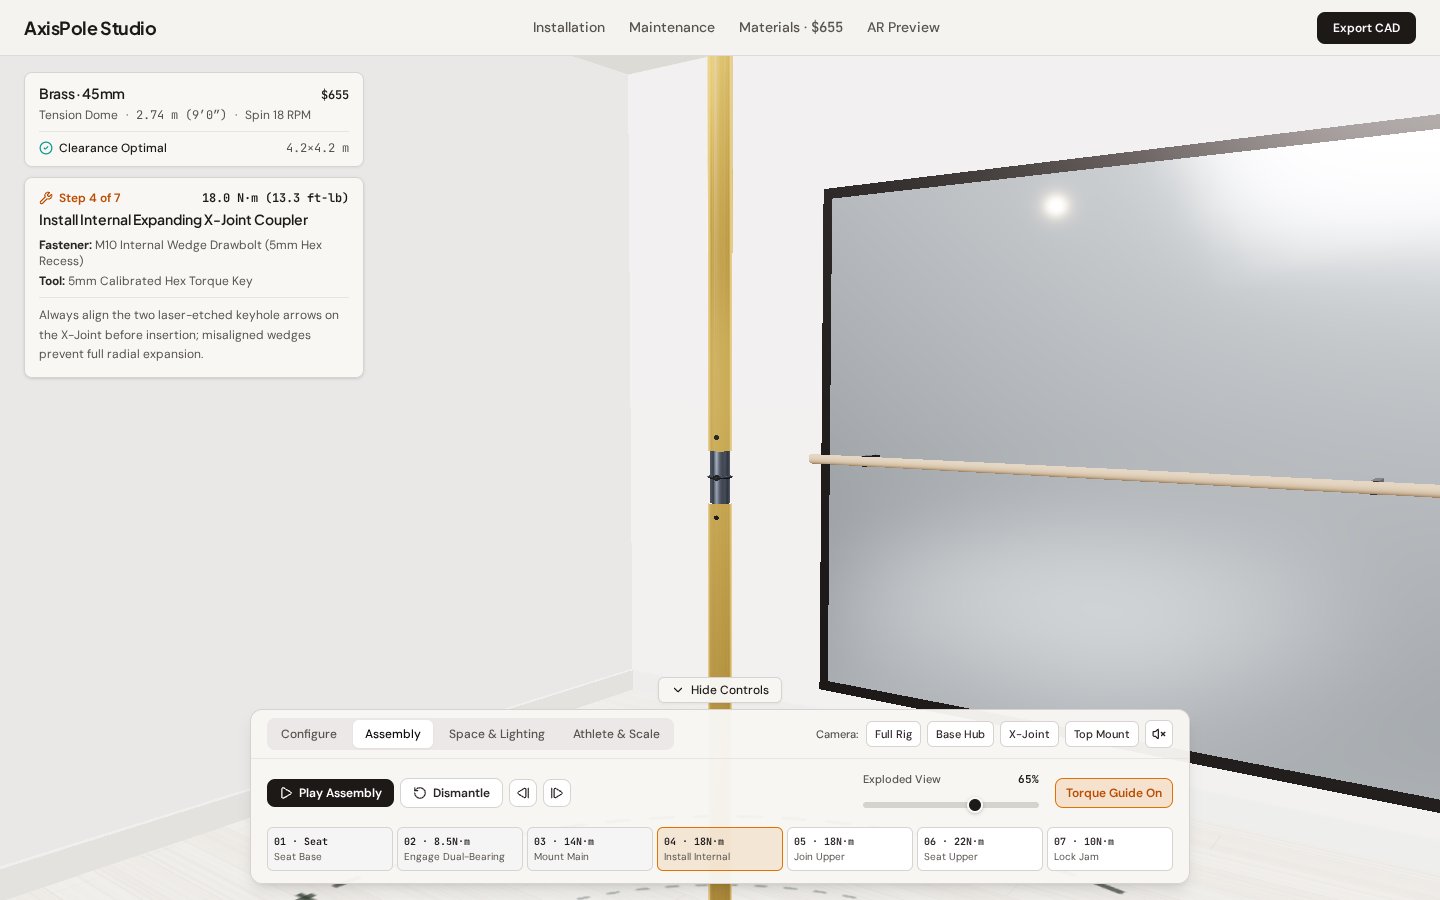 AxisPole Studio
Installation
Maintenance
Materials · $655
AR Preview
Export CAD
Brass · 45mm
$655
Tension Dome · 2.74 m (9′0″) · Spin 18 RPM
Clearance Optimal
4.2×4.2 m
Step 4 of 7
18.0 N·m (13.3 ft-lb)
Install Internal Expanding X-Joint Coupler
Fastener: M10 Internal Wedge Drawbolt (5mm Hex
Recess)
Tool: 5mm Calibrated Hex Torque Key
Always align the two laser-etched keyhole arrows on
the X-Joint before insertion; misaligned wedges
prevent full radial expansion.
Hide Controls
Configure
Assembly
Space & Lighting
Athlete & Scale
Camera:
Full Rig
Base Hub
X-Joint
Top Mount
Play Assembly
Dismantle
Exploded View
65%
Torque Guide On
01 · Seat
Seat Base
02 · 8.5N·m
Engage Dual-Bearing
03 · 14N·m
Mount Main
04 · 18N·m
Install Internal
05 · 18N·m
Join Upper
06 · 22N·m
Seat Upper
07 · 10N·m
Lock Jam